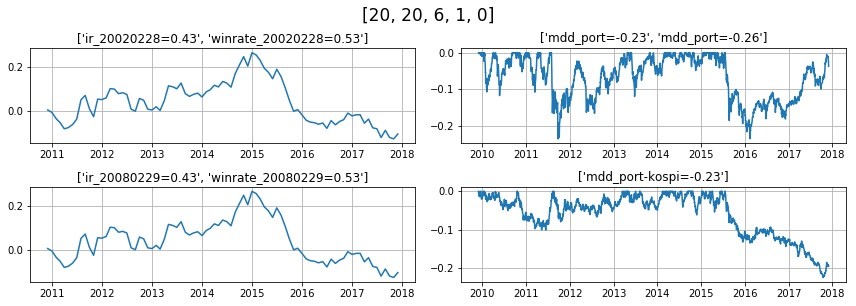 [20, 20, 6, 1, 0]
['ir_20020228=0.43', 'winrate_20020228=0.53']
0.2
0.0
2011 2012 2013 2014 2015 2016 2017 2018
['mdd_port=-0.23', 'mdd_port=-0.26']
0.0
−0.1
−0.2
2010 2011 2012 2013 2014 2015 2016 2017 2018
['ir_20080229=0.43', 'winrate_20080229=0.53']
0.2
0.0
2011 2012 2013 2014 2015 2016 2017 2018
['mdd_port-kospi=-0.23']
0.0
−0.1
−0.2
2010 2011 2012 2013 2014 2015 2016 2017 2018